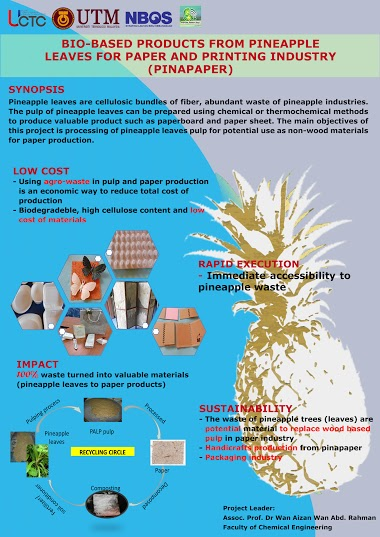 UCTC UTM NBQS
UNIVERSITI TEKNOLOGI MALAYSIA
BIO-BASED PRODUCTS FROM PINEAPPLE
LEAVES FOR PAPER AND PRINTING INDUSTRY
(PINAPAPER)
SYNOPSIS
Pineapple leaves are cellulosic bundles of fiber, abundant waste of pineapple industries.
The pulp of pineapple leaves can be prepared using chemical or thermochemical methods
to produce valuable product such as paperboard and paper sheet. The main objectives of
this project is processing of pineapple leaves pulp for potential use as non-wood materials
for paper production.
LOW COST
- Using agro-waste in pulp and paper production
is an economic way to reduce total cost of
production
- Biodegradeble, high cellulose content and low
cost of materials
RAPID EXECUTION
- Immediate accessibility to
pineapple waste
IMPACT
100% waste turned into valuable materials
(pineapple leaves to paper products)
Pulping process
Processed
PALP pulp
Pineapple
leaves
RECYCLING CIRCLE
Paper
Composting
Decomposed
fertilizer/
soil conditioner
SUSTAINABILITY
- The waste of pineapple trees (leaves) are
potential material to replace wood based
pulp in paper industry
- Handicrafts production from pinapaper
- Packaging industry
Project Leader:
Assoc. Prof. Dr Wan Aizan Wan Abd. Rahman
Faculty of Chemical Engineering